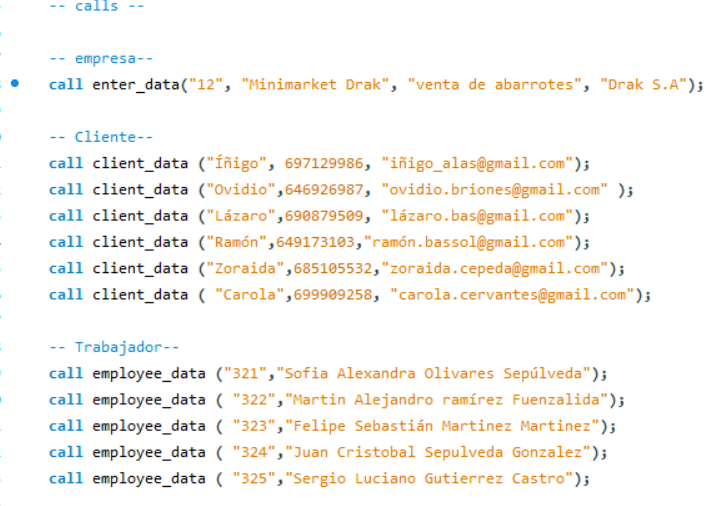 -- calls --
-- empresa--
call enter_data("12", "Minimarket Drak", "venta de abarrotes", "Drak S.A");
-- Cliente--
call client_data ("Íñigo", 697129986, "iñigo_alas@gmail.com");
call client_data ("Ovidio",646926987, "ovidio.briones@gmail.com" );
call client_data ("Lázaro",690879509, "lázaro.bas@gmail.com");
call client_data ("Ramón",649173103,"ramón.bassol@gmail.com");
call client_data ("Zoraida",685105532,"zoraida.cepeda@gmail.com");
call client_data ( "Carola",699909258, "carola.cervantes@gmail.com");
-- Trabajador--
call employee_data ("321","Sofia Alexandra Olivares Sepúlveda");
call employee_data ( "322","Martin Alejandro ramírez Fuenzalida");
call employee_data ( "323","Felipe Sebastián Martinez Martinez");
call employee_data ( "324","Juan Cristobal Sepulveda Gonzalez");
call employee_data ( "325","Sergio Luciano Gutierrez Castro");